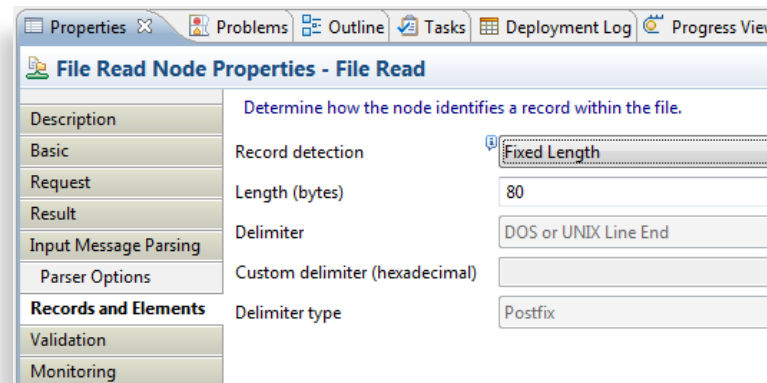 Properties Problems Outline Tasks Deployment Log Progress View
File Read Node Properties - File Read
Description
Basic
Request
Result
Input Message Parsing
Parser Options
Records and Elements
Validation
Monitoring
Determine how the node identifies a record within the file.
Record detection Fixed Length
Length (bytes) 80
Delimiter DOS or UNIX Line End
Custom delimiter (hexadecimal)
Delimiter type Postfix